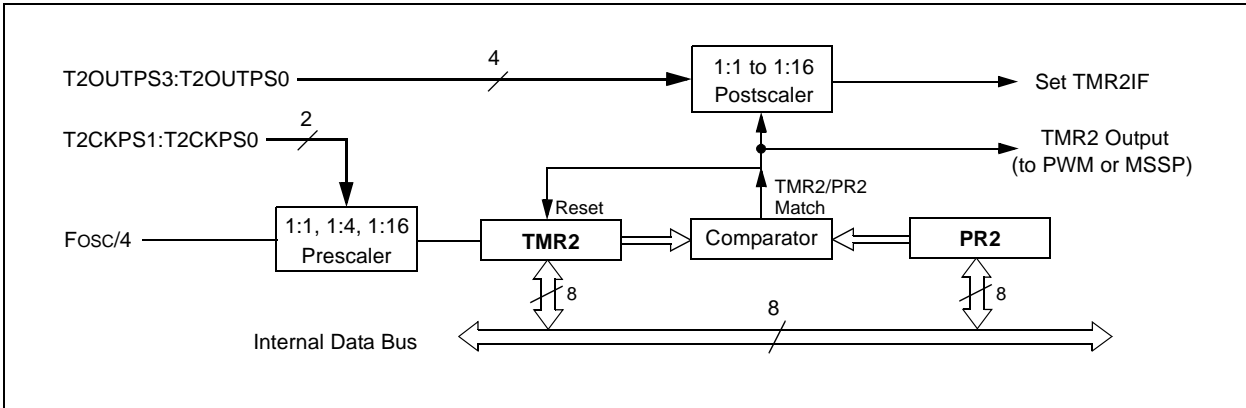 T2OUTPS3:T2OUTPS0
4
1:1 to 1:16
Postscaler
Set TMR2IF
T2CKPS1:T2CKPS0
2
TMR2 Output
(to PWM or MSSP)
TMR2/PR2
Match
Reset
FOSC/4
1:1, 1:4, 1:16
Prescaler
TMR2
Comparator
PR2
8
8
8
Internal Data Bus